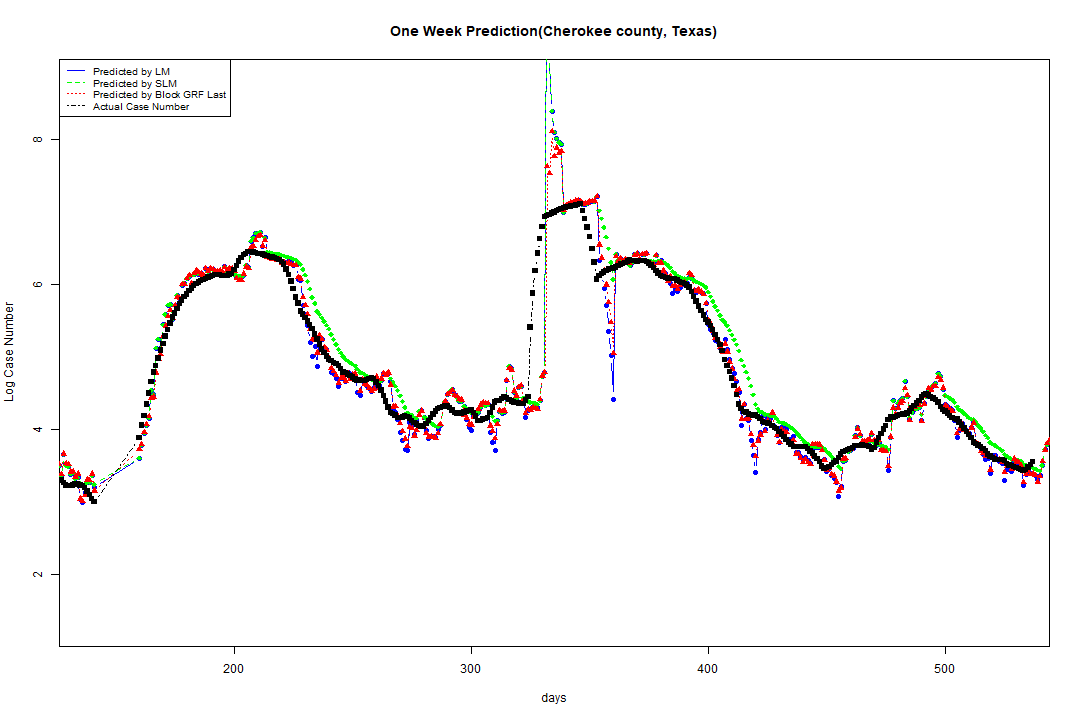 One Week Prediction(Cherokee county, Texas)
Predicted by LM
Predicted by SLM
Predicted by Block GRF Last
Actual Case Number
Log Case Number
8
6
4
2
200 300 400 500
days